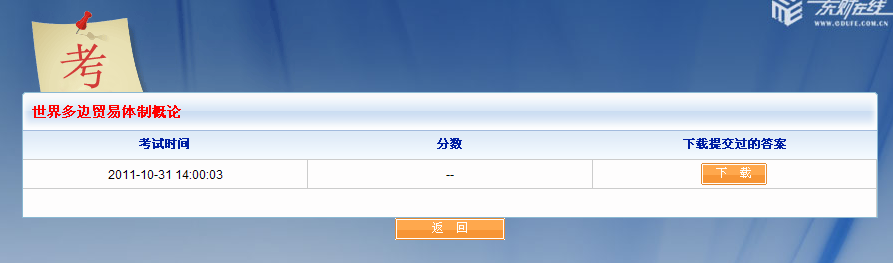 东财在线
WWW.GDUFE.COM.CN
考
世界多边贸易体制概论
考试时间 分数 下载提交过的答案
2011-10-31 14:00:03 -- 下 载
返 回